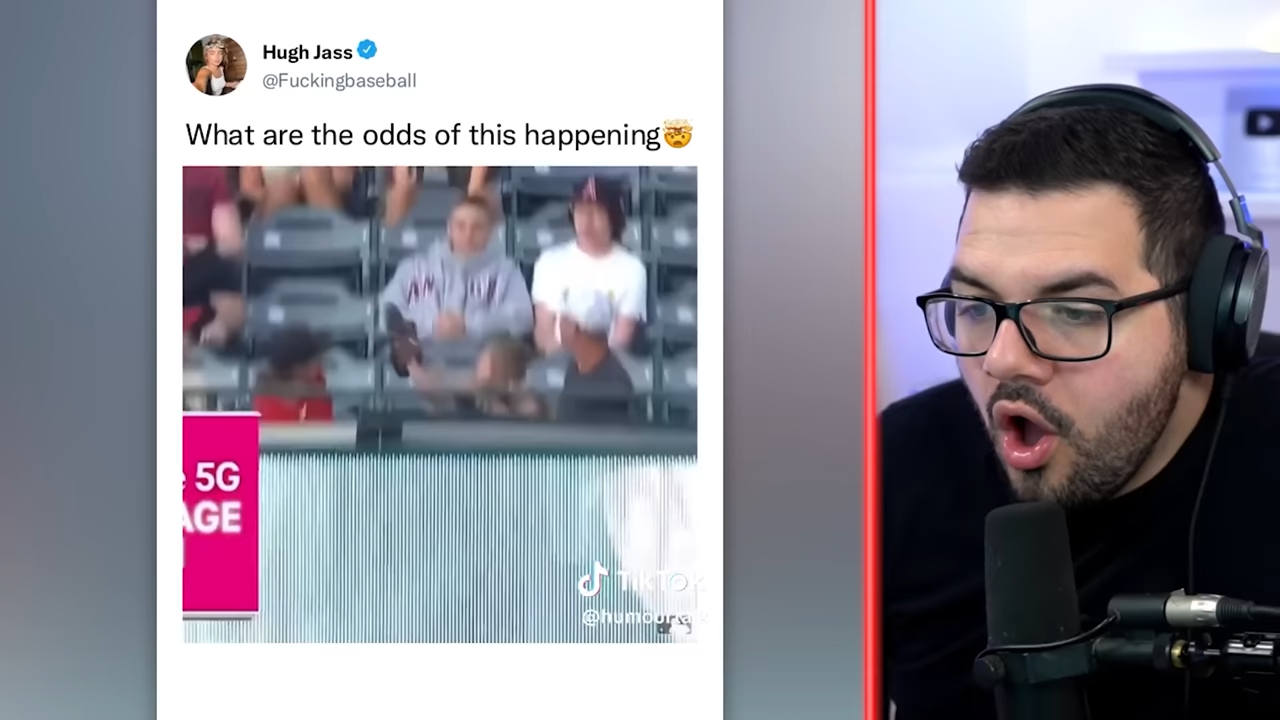 Hugh Jass
@Fuckingbaseball
What are the odds of this happening🤯
5G
AGE
TikTok